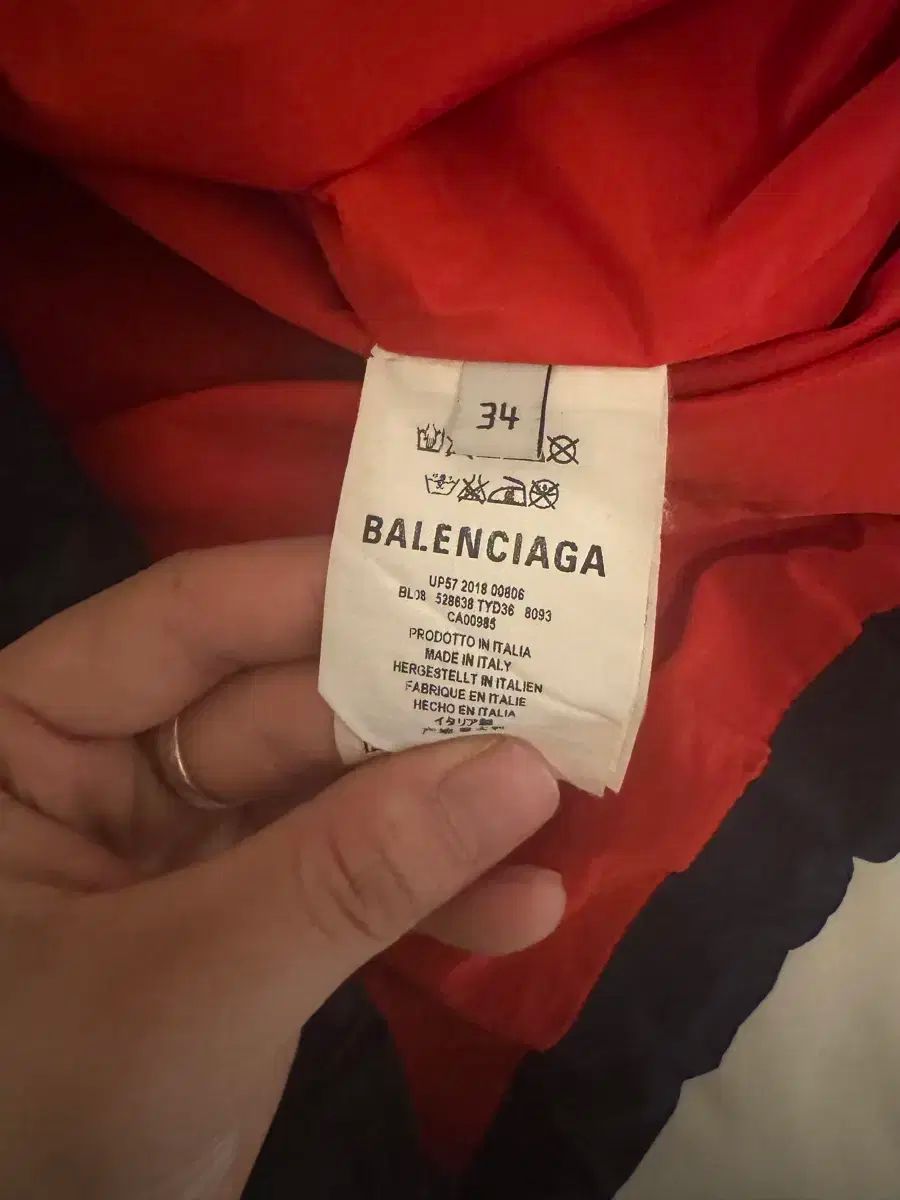 34
BALENCIAGA
UP57 2018 00806
BL08 528638 TYD36 8093
CA00985
PRODOTTO IN ITALIA
MADE IN ITALY
HERGESTELLT IN ITALIEN
FABRIQUE EN ITALIE
HECHO EN ITALIA
イタリア製